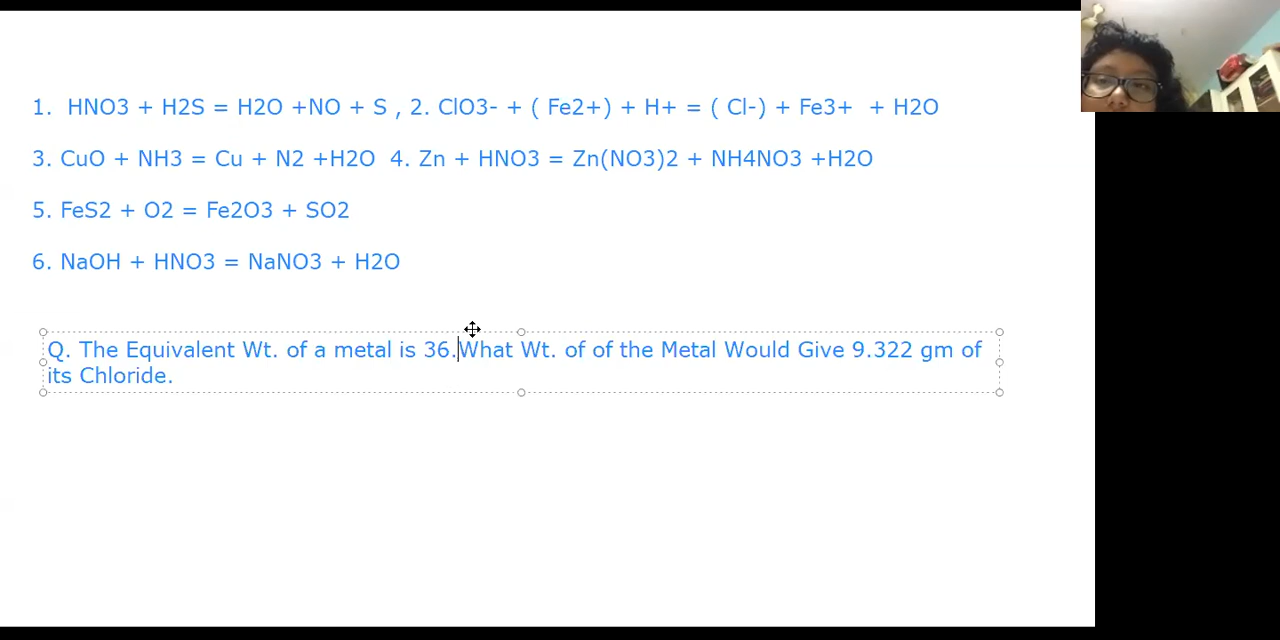 1.  HNO3 + H2S = H2O +NO + S , 2. ClO3- + ( Fe2+) + H+ = ( Cl-) + Fe3+  + H2O
3. CuO + NH3 = Cu + N2 +H2O  4. Zn + HNO3 = Zn(NO3)2 + NH4NO3 +H2O
5. FeS2 + O2 = Fe2O3 + SO2
6. NaOH + HNO3 = NaNO3 + H2O
Q. The Equivalent Wt. of a metal is 36.What Wt. of of the Metal Would Give 9.322 gm of
its Chloride.